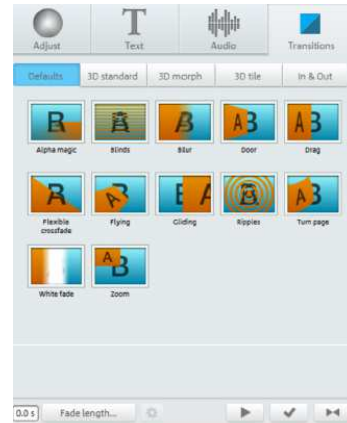 Adjust
Text
Audio
Transitions
Defaults
3D standard
3D morph
3D tile
In & Out
Alpha magic
Blinds
Blur
Door
Drag
Flexible
crossfade
Flying
Gliding
Ripples
Turn page
White fade
Zoom
0.0 s
Fade length...